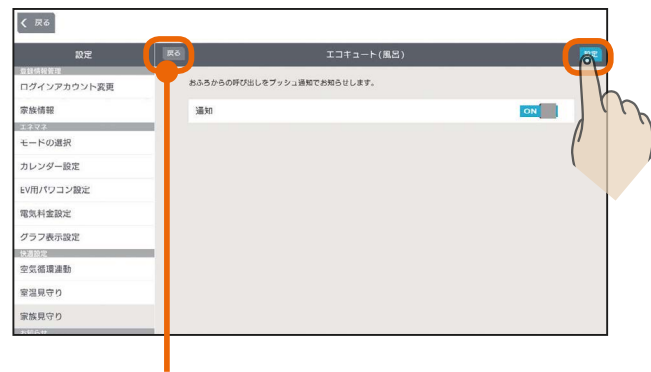 戻る
設定
戻る
エコキュート(風呂)
設定
登録情報管理
ログインアカウント変更
家族情報
エネマネ
モードの選択
カレンダー設定
EV用パワコン設定
電気料金設定
グラフ表示設定
快適設定
空気循環連動
室温見守り
家族見守り
お知らせ
おふろからの呼び出しをプッシュ通知でお知らせします。
通知
ON